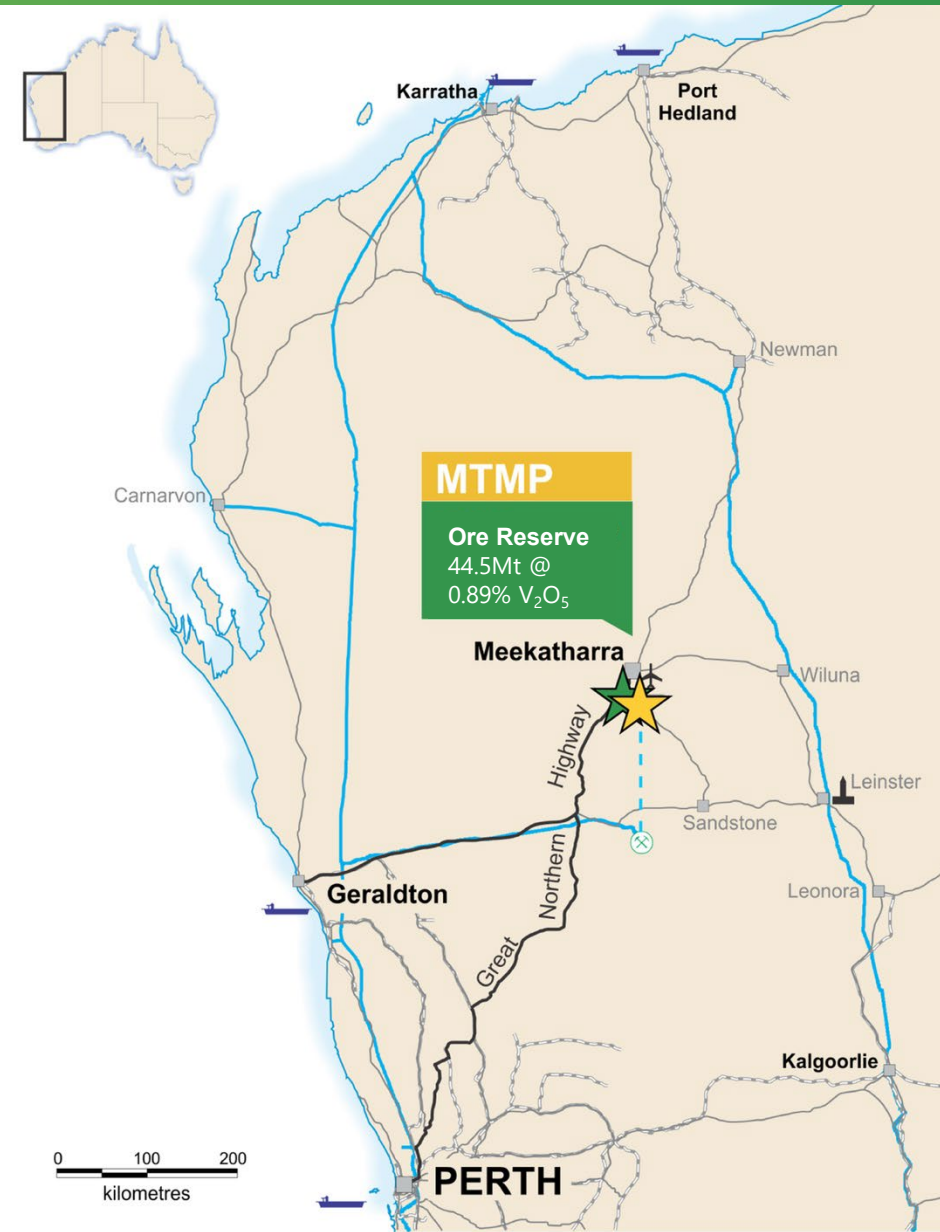 Karratha
Port
Hedland
Newman
MTMP
Ore Reserve
44.5Mt @
0.89% V₂O₅
Carnarvon
Meekatharra
Wiluna
Highway
Leinster
Sandstone
Northern
Leonora
Geraldton
Great
Kalgoorlie
0 100 200
kilometres
PERTH